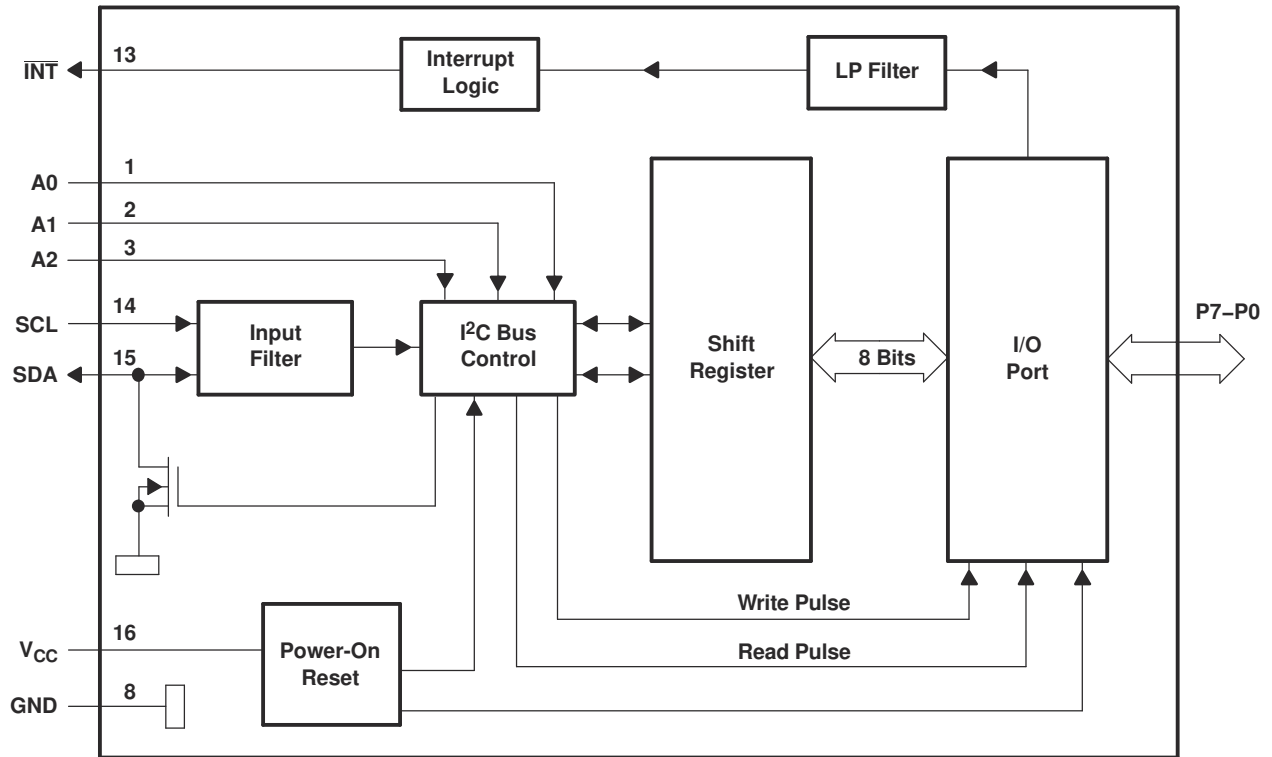 INT
13
Interrupt
Logic
LP Filter
A0
1
A1
2
A2
3
SCL
14
SDA
15
Input
Filter
I²C Bus
Control
Shift
Register
8 Bits
I/O
Port
P7–P0
Write Pulse
Read Pulse
VCC
16
GND
8
Power-On
Reset